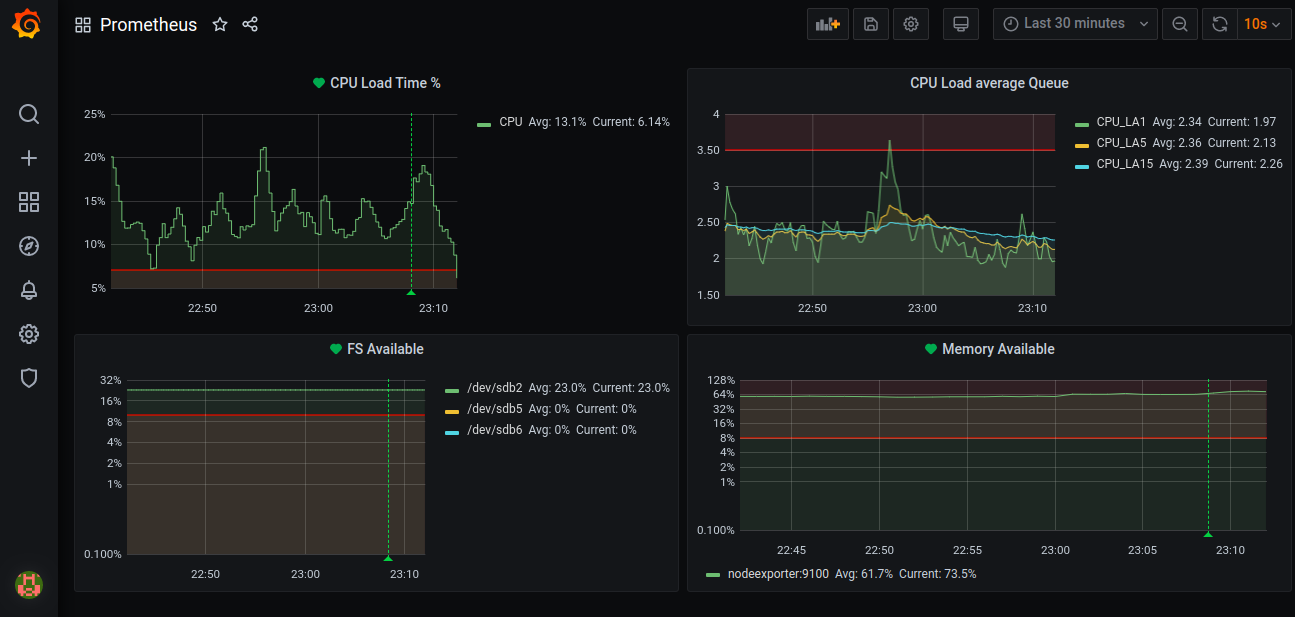 Prometheus
Last 30 minutes
10s
CPU Load Time %
25%
20%
15%
10%
5%
22:50 23:00 23:10
CPU Avg: 13.1% Current: 6.14%
CPU Load average Queue
4
3.50
3
2.50
2
1.50
22:50 23:00 23:10
CPU_LA1 Avg: 2.34 Current: 1.97
CPU_LA5 Avg: 2.36 Current: 2.13
CPU_LA15 Avg: 2.39 Current: 2.26
FS Available
32%
16%
8%
4%
2%
1%
0.100%
22:50 23:00 23:10
/dev/sdb2 Avg: 23.0% Current: 23.0%
/dev/sdb5 Avg: 0% Current: 0%
/dev/sdb6 Avg: 0% Current: 0%
Memory Available
128%
64%
32%
16%
8%
4%
2%
1%
0.100%
22:45 22:50 22:55 23:00 23:05 23:10
nodeexporter:9100 Avg: 61.7% Current: 73.5%